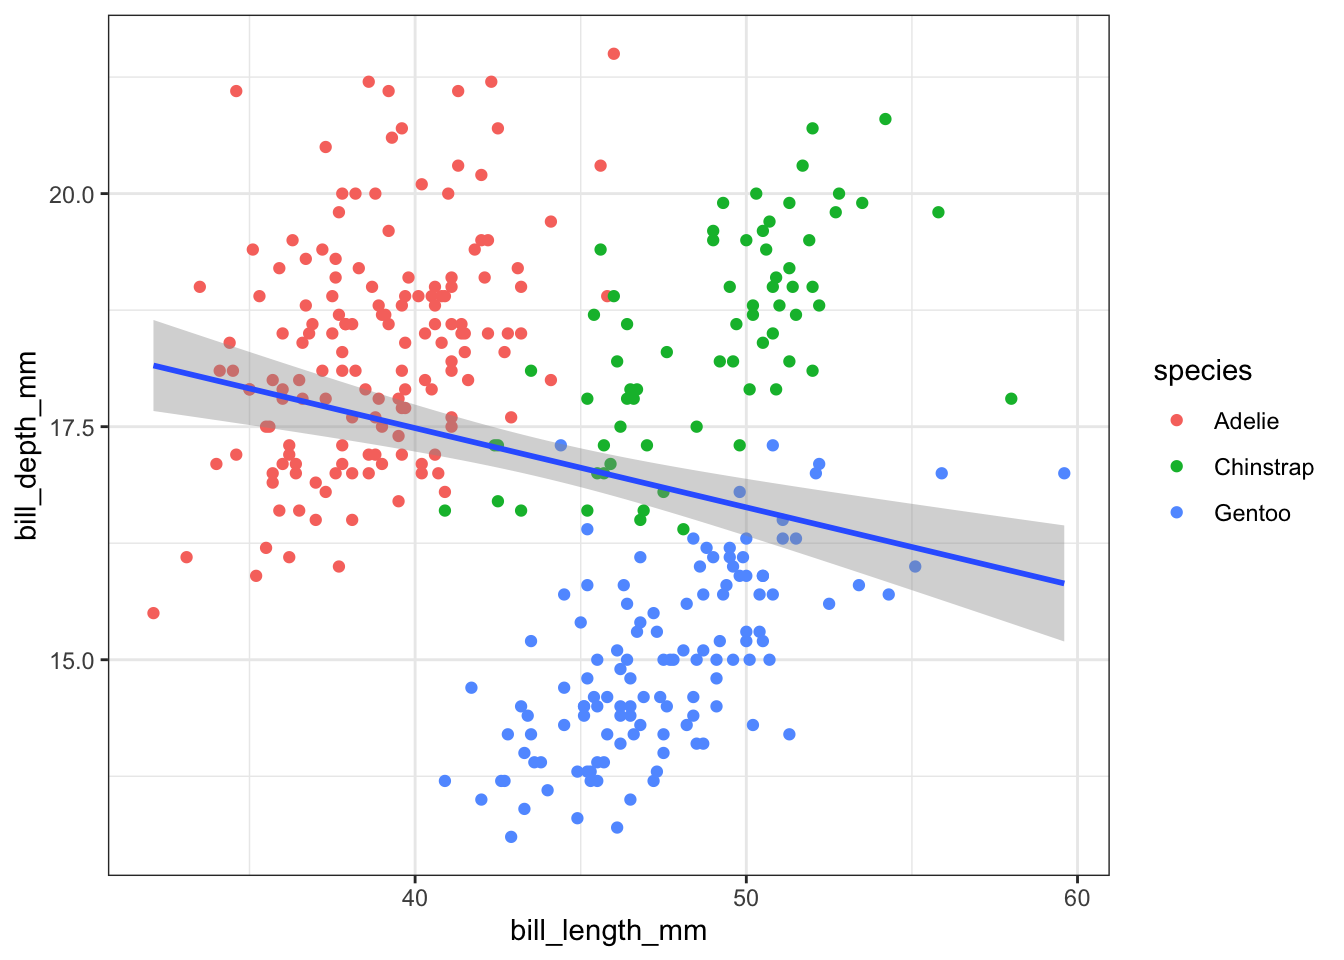 20.0
17.5
15.0
bill_depth_mm
40 50 60
bill_length_mm
species
Adelie
Chinstrap
Gentoo